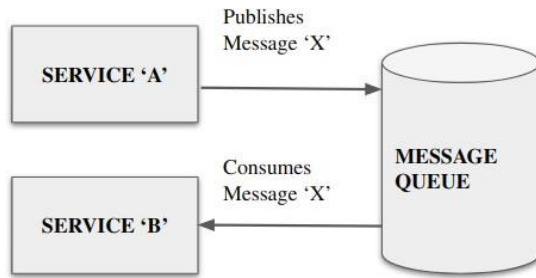 Publishes
Message ‘X’
SERVICE ‘A’
MESSAGE
QUEUE
Consumes
Message ‘X’
SERVICE ‘B’